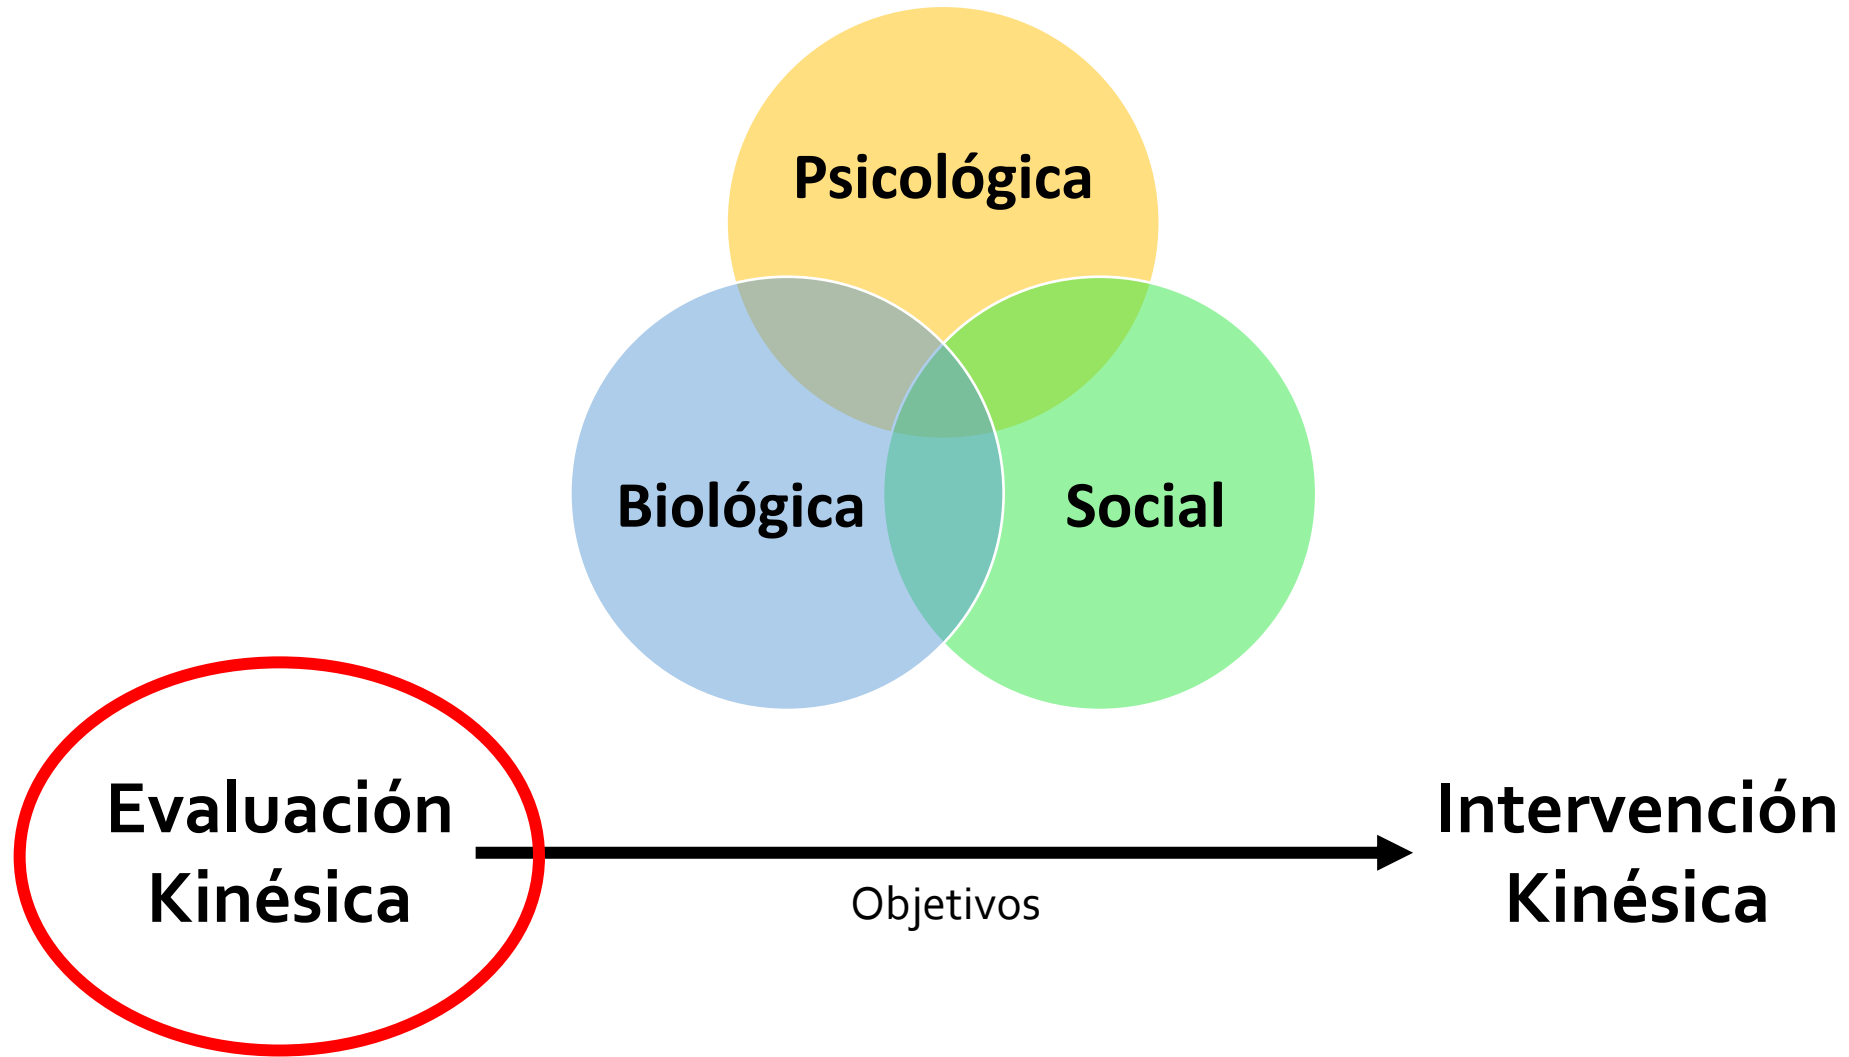 Psicológica
Biológica
Social
Evaluación
Kinésica
Objetivos
Intervención
Kinésica